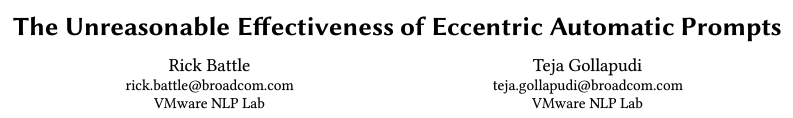 The Unreasonable Effectiveness of Eccentric Automatic Prompts
Rick Battle
rick.battle@broadcom.com
VMware NLP Lab
Teja Gollapudi
teja.gollapudi@broadcom.com
VMware NLP Lab